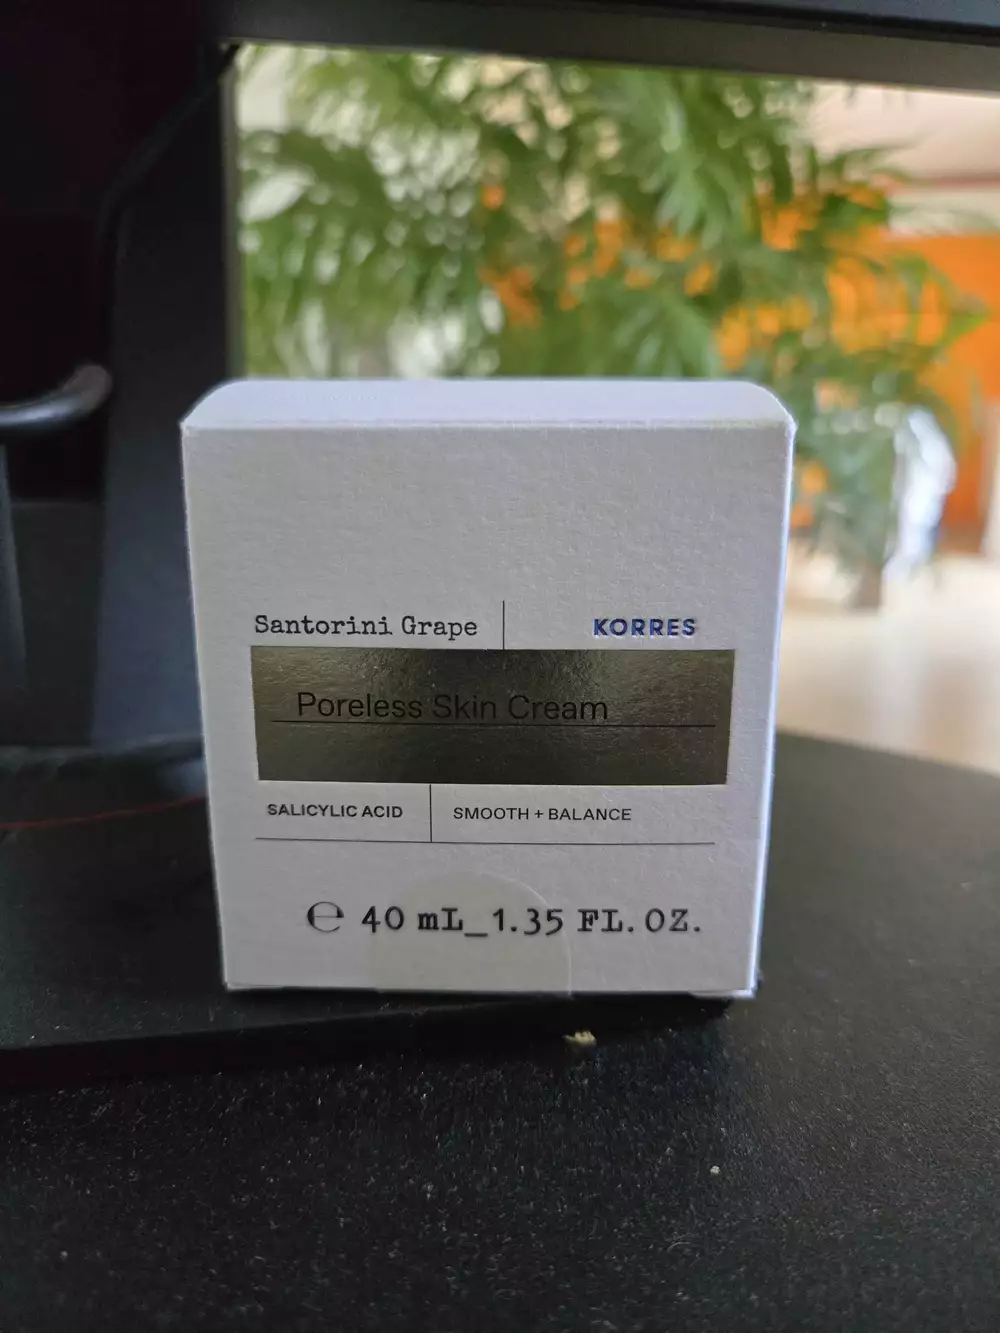 Santorini Grape
KORRES
Poreless Skin Cream
SALICYLIC ACID
SMOOTH + BALANCE
℮ 40 mL_1.35 FL.OZ.